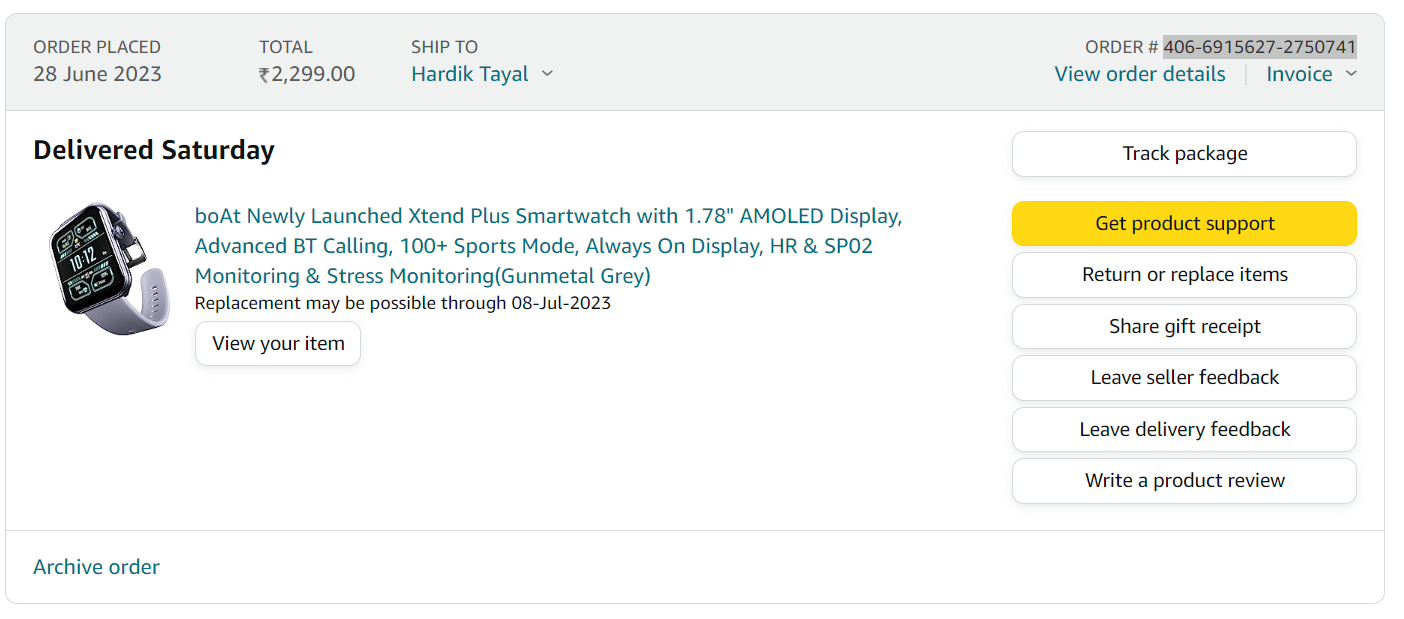 ORDER PLACED
28 June 2023
TOTAL
₹2,299.00
SHIP TO
Hardik Tayal
ORDER # 406-6915627-2750741
View order details
Invoice
Delivered Saturday
10:12
boAt Newly Launched Xtend Plus Smartwatch with 1.78" AMOLED Display,
Advanced BT Calling, 100+ Sports Mode, Always On Display, HR & SP02
Monitoring & Stress Monitoring(Gunmetal Grey)
Replacement may be possible through 08-Jul-2023
View your item
Track package
Get product support
Return or replace items
Share gift receipt
Leave seller feedback
Leave delivery feedback
Write a product review
Archive order